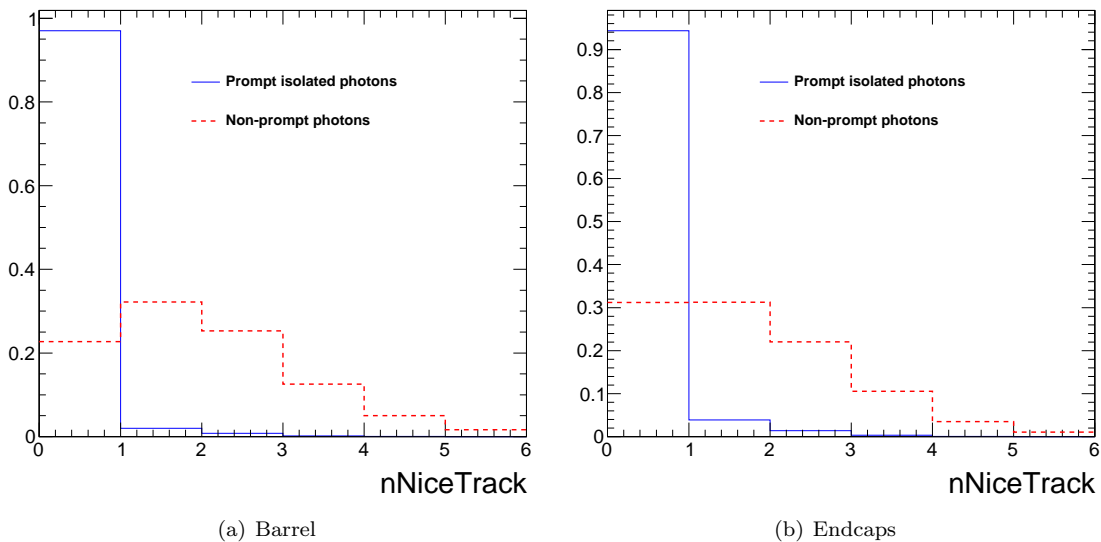 1
0.8
0.6
0.4
0.2
0
0 1 2 3 4 5 6
Prompt isolated photons
Non-prompt photons
nNiceTrack
(a) Barrel
0.9
0.8
0.7
0.6
0.5
0.4
0.3
0.2
0.1
0
0 1 2 3 4 5 6
Prompt isolated photons
Non-prompt photons
nNiceTrack
(b) Endcaps